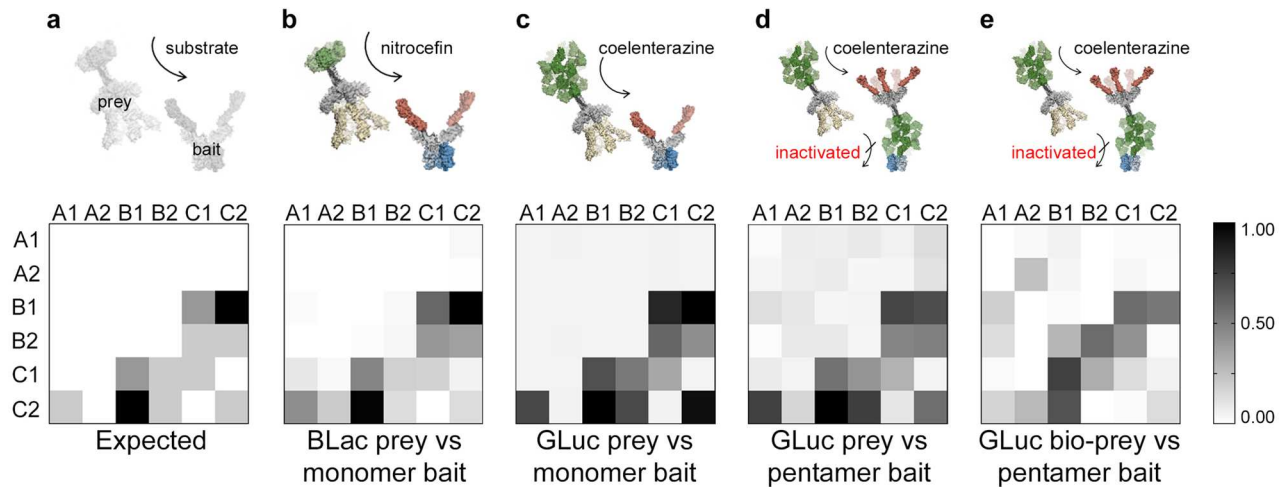 a
substrate
prey
bait
b
nitrocefin
c
coelenterazine
d
coelenterazine
inactivated
e
coelenterazine
inactivated
A1 A2 B1 B2 C1 C2
A1
A2
B1
B2
C1
C2
Expected
A1 A2 B1 B2 C1 C2
BLac prey vs
monomer bait
A1 A2 B1 B2 C1 C2
GLuc prey vs
monomer bait
A1 A2 B1 B2 C1 C2
GLuc prey vs
pentamer bait
A1 A2 B1 B2 C1 C2
GLuc bio-prey vs
pentamer bait
1.00
0.50
0.00